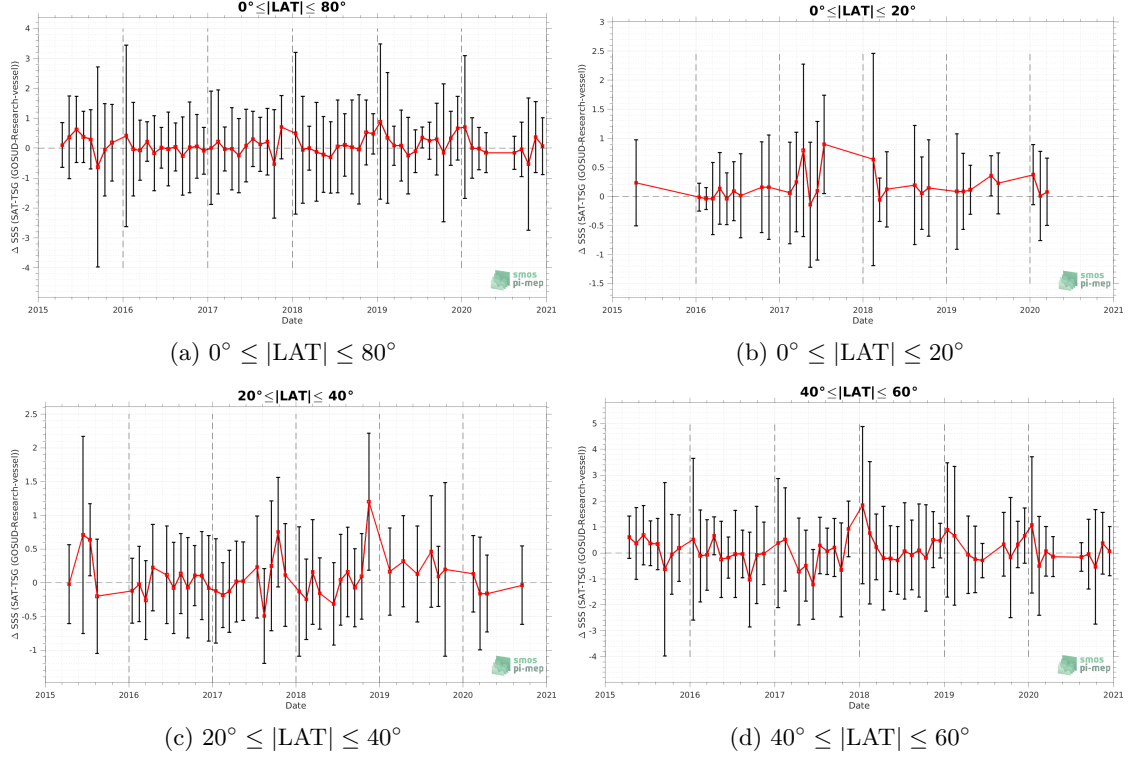 0°≤|LAT|≤ 80°
Δ SSS (SAT-TSG (GOSUD-Research-vessel))
4
3
2
1
0
-1
-2
-3
-4
2015 2016 2017 2018 2019 2020 2021
Date
smos
pi-mep
(a) 0° ≤ |LAT| ≤ 80°
0°≤|LAT|≤ 20°
Δ SSS (SAT-TSG (GOSUD-Research-vessel))
3
2.5
2
1.5
1
0.5
0
-0.5
-1
-1.5
2015 2016 2017 2018 2019 2020 2021
Date
smos
pi-mep
(b) 0° ≤ |LAT| ≤ 20°
20°≤|LAT|≤ 40°
Δ SSS (SAT-TSG (GOSUD-Research-vessel))
2.5
2
1.5
1
0.5
0
-0.5
-1
2015 2016 2017 2018 2019 2020 2021
Date
smos
pi-mep
(c) 20° ≤ |LAT| ≤ 40°
40°≤|LAT|≤ 60°
Δ SSS (SAT-TSG (GOSUD-Research-vessel))
5
4
3
2
1
0
-1
-2
-3
-4
2015 2016 2017 2018 2019 2020 2021
Date
smos
pi-mep
(d) 40° ≤ |LAT| ≤ 60°